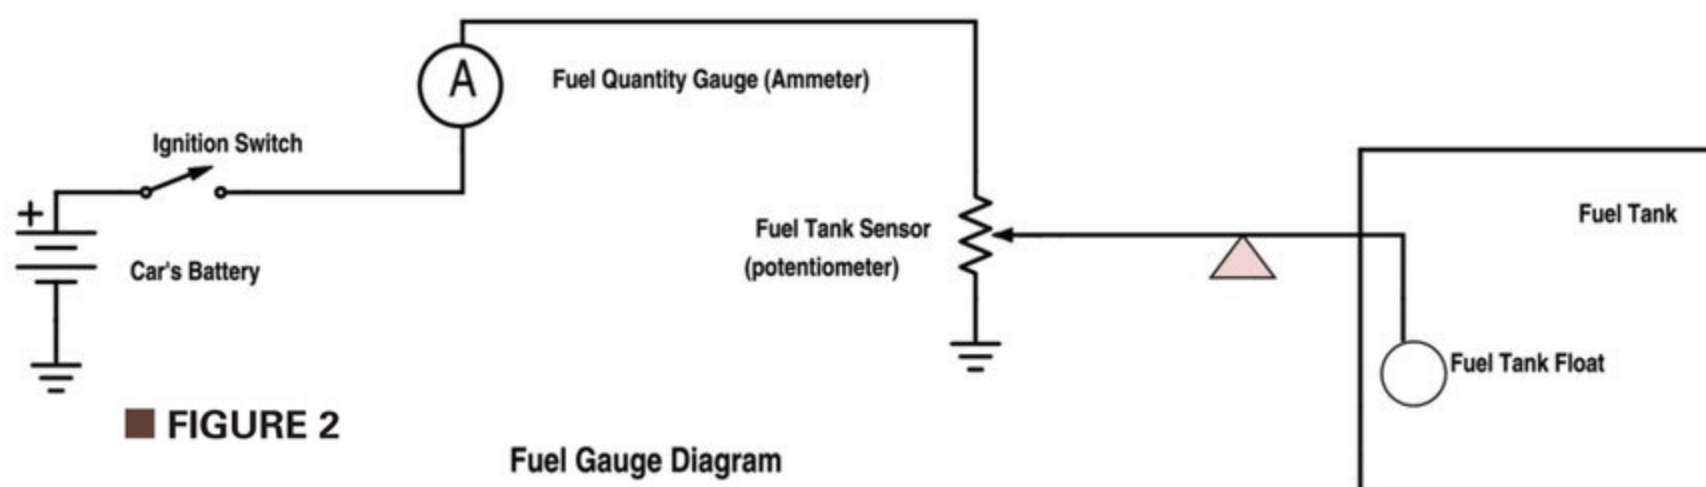 A
Fuel Quantity Gauge (Ammeter)
Ignition Switch
+
Car's Battery
Fuel Tank Sensor
(potentiometer)
Fuel Tank
Fuel Tank Float
FIGURE 2
Fuel Gauge Diagram